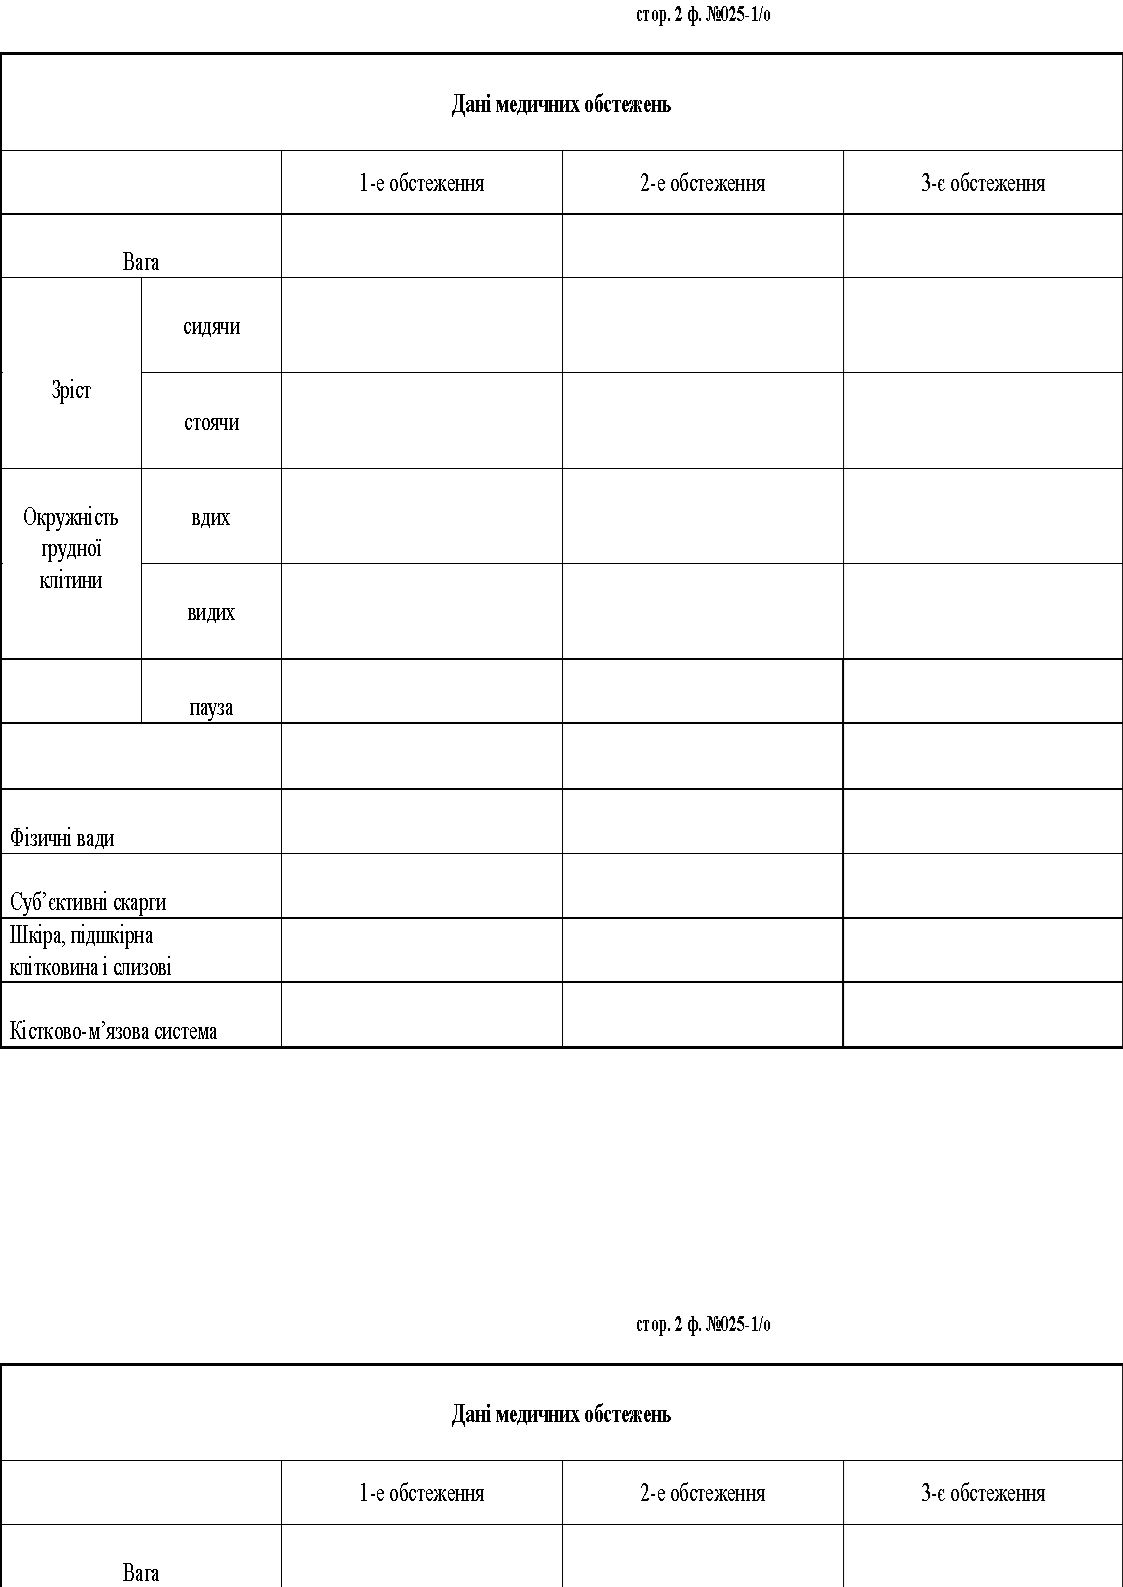 стор. 2 ф. №025-1/о
Дані медичних обстежень
1-е обстеження 2-е обстеження 3-є обстеження
Вага
сидячи
Зріст
стоячи
Окружність
грудної
клітини
вдих
видих
пауза
Фізичні вади
Суб’єктивні скарги
Шкіра, підшкірна
клітковина і слизові
Кістково-м’язова система
стор. 2 ф. №025-1/о
Дані медичних обстежень
1-е обстеження 2-е обстеження 3-є обстеження
Вага